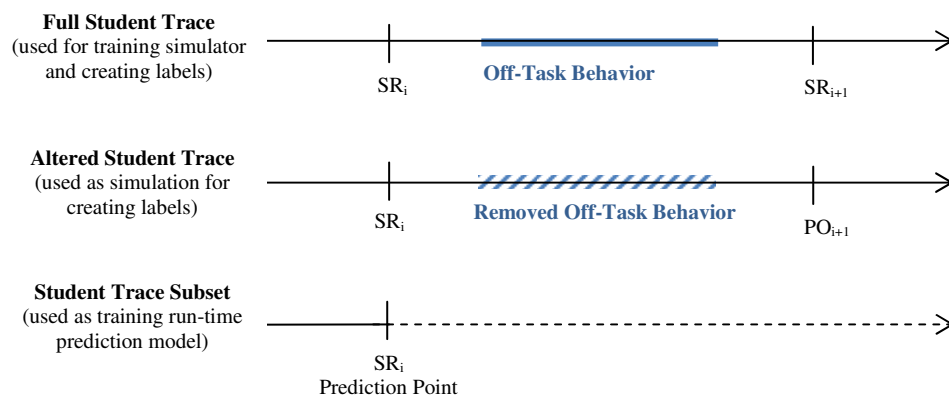 Full Student Trace
(used for training simulator
and creating labels)
Off-Task Behavior
SRi
SRi+1
Altered Student Trace
(used as simulation for
creating labels)
SRi
Removed Off-Task Behavior
POi+1
Student Trace Subset
(used as training run-time
prediction model)
SRi
Prediction Point